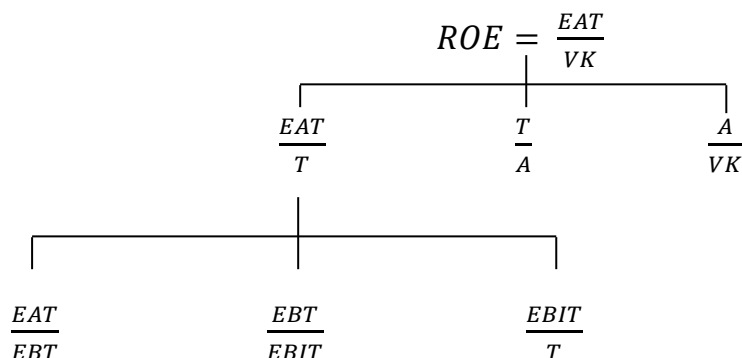 ROE = EAT/VK
EAT/T T/A A/VK
EAT/EBT EBT/EBIT EBIT/T